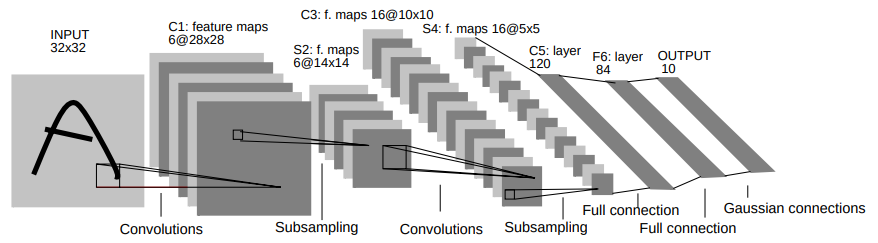 INPUT
32x32
C1: feature maps
6@28x28
S2: f. maps
6@14x14
C3: f. maps 16@10x10
S4: f. maps 16@5x5
C5: layer
120
F6: layer
84
OUTPUT
10
Convolutions
Subsampling
Convolutions
Subsampling
Full connection
Full connection
Gaussian connections